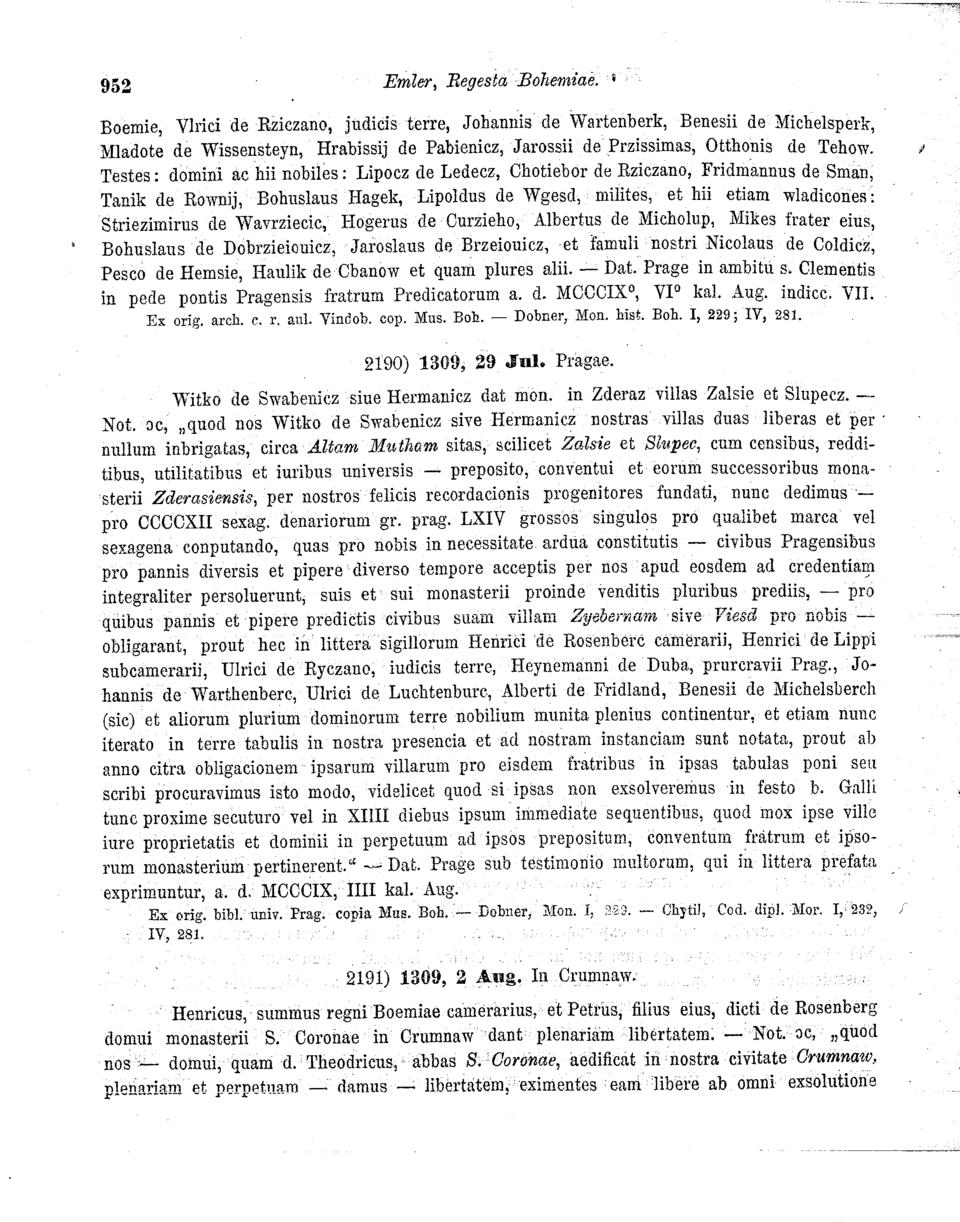 952 Emler, Regesta Bohemiae.
Boemie, Vlrici de Rziczano, judicis terre, Johannis de Wartenberk, Benesii de Michelsperk,
Mladote de Wissensteyn, Hrabissij de Pabienicz, Jarossii de Przissimas, Otthonis de Tehow.
Testes: domini ac hii nobiles: Lipocz de Ledecz, Chotiebor de Rziczano, Fridmannus de Sman,
Tanik de Rownij, Bohuslaus Hagek, Lipoldus de Wgesd, milites, et hii etiam wladicones:
Striezimirus de Wavrziecic, Hogerus de Curzieho, Albertus de Micholup, Mikes frater eius,
Bohuslaus de Dobrzieiouicz, Jaroslaus de Brzeiouicz, et famuli nostri Nicolaus de Coldicz,
Pesco de Hemsie, Haulik de Cbanow et quam plures alii. — Dat. Prage in ambitu s. Clementis
in pede pontis Pragensis fratrum Predicatorum a. d. MCCCIX⁰, VI⁰ kal. Aug. indicc. VII.
Ex orig. arch. c. r. aul. Vindob. cop. Mus. Boh. — Dobner, Mon. hist. Boh. I, 229; IV, 281.
2190) 1309, 29 Jul. Pragae.
Witko de Swabenicz siue Hermanicz dat mon. in Zderaz villas Zalsie et Slupecz. —
Not. ɔc, „quod nos Witko de Swabenicz sive Hermanicz nostras villas duas liberas et per
nullum inbrigatas, circa Altam Mutham sitas, scilicet Zalsie et Slupec, cum censibus, reddi-
tibus, utilitatibus et iuribus universis — preposito, conventui et eorum successoribus mona-
sterii Zderasiensis, per nostros felicis recordacionis progenitores fundati, nunc dedimus —
pro CCCCXII sexag. denariorum gr. prag. LXIV grossos singulos pro qualibet marca vel
sexagena conputando, quas pro nobis in necessitate ardua constitutis — civibus Pragensibus
pro pannis diversis et pipere diverso tempore acceptis per nos apud eosdem ad credentiam
integraliter persoluerunt, suis et sui monasterii proinde venditis pluribus prediis, — pro
quibus pannis et pipere predictis civibus suam villam Zyebernam sive Viesd pro nobis —
obligarant, prout hec in littera sigillorum Henrici de Rosenberc camerarii, Henrici de Lippi
subcamerarii, Ulrici de Ryczano, iudicis terre, Heynemanni de Duba, prurcravii Prag., Jo-
hannis de Warthenberc, Ulrici de Luchtenburc, Alberti de Fridland, Benesii de Michelsberch
(sic) et aliorum plurium dominorum terre nobilium munita plenius continentur, et etiam nunc
iterato in terre tabulis in nostra presencia et ad nostram instanciam sunt notata, prout ab
anno citra obligacionem ipsarum villarum pro eisdem fratribus in ipsas tabulas poni seu
scribi procuravimus isto modo, videlicet quod si ipsas non exsolveremus in festo b. Galli
tunc proxime secuturo vel in XIIII diebus ipsum immediate sequentibus, quod mox ipse ville
iure proprietatis et dominii in perpetuum ad ipsos prepositum, conventum fratrum et ipso-
rum monasterium pertinerent.“ — Dat. Prage sub testimonio multorum, qui in littera prefata
exprimuntur, a. d. MCCCIX, IIII kal. Aug.
Ex orig. bibl. univ. Prag. copia Mus. Boh. — Dobner, Mon. I, 229. — Chytil, Cod. dipl. Mor. I, 232,
IV, 281.
2191) 1309, 2 Aug. In Crumnaw.
Henricus, summus regni Boemiae camerarius, et Petrus, filius eius, dicti de Rosenberg
domui monasterii S. Coronae in Crumnaw dant plenariam libertatem. — Not. ɔc, „quod
nos — domui, quam d. Theodricus, abbas S. Coronae, aedificat in nostra civitate Crumnaw,
plenariam et perpetuam — damus — libertatem, eximentes eam libere ab omni exsolutione